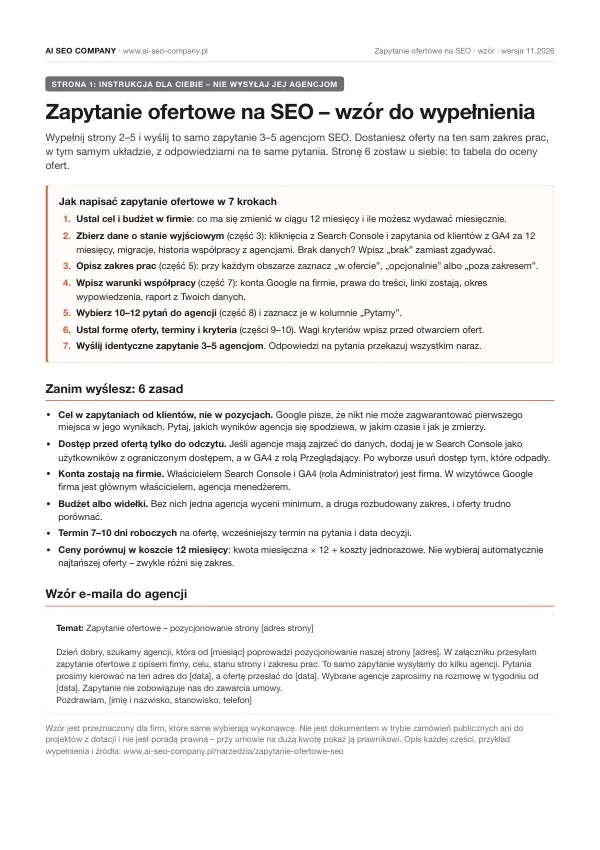 AI SEO COMPANY · www.ai-seo-company.pl
Zapytanie ofertowe na SEO · wzór · wersja 11.2026
STRONA 1: INSTRUKCJA DLA CIEBIE – NIE WYSYŁAJ JEJ AGENCJOM
Zapytanie ofertowe na SEO – wzór do wypełnienia
Wypełnij strony 2–5 i wyślij to samo zapytanie 3–5 agencjom SEO. Dostaniesz oferty na ten sam zakres prac,
w tym samym układzie, z odpowiedziami na te same pytania. Stronę 6 zostaw u siebie: to tabela do oceny
ofert.
Jak napisać zapytanie ofertowe w 7 krokach
1. Ustal cel i budżet w firmie: co ma się zmienić w ciągu 12 miesięcy i ile możesz wydawać miesięcznie.
2. Zbierz dane o stanie wyjściowym (część 3): kliknięcia z Search Console i zapytania od klientów z GA4 za 12
miesięcy, migracje, historia współpracy z agencjami. Brak danych? Wpisz „brak” zamiast zgadywać.
3. Opisz zakres prac (część 5): przy każdym obszarze zaznacz „w ofercie”, „opcjonalnie” albo „poza zakresem”.
4. Wpisz warunki współpracy (część 7): konta Google na firmie, prawa do treści, linki zostają, okres
wypowiedzenia, raport z Twoich danych.
5. Wybierz 10–12 pytań do agencji (część 8) i zaznacz je w kolumnie „Pytamy”.
6. Ustal formę oferty, terminy i kryteria (części 9–10). Wagi kryteriów wpisz przed otwarciem ofert.
7. Wyślij identyczne zapytanie 3–5 agencjom. Odpowiedzi na pytania przekazuj wszystkim naraz.
Zanim wyślesz: 6 zasad
• Cel w zapytaniach od klientów, nie w pozycjach. Google pisze, że nikt nie może zagwarantować pierwszego
miejsca w jego wynikach. Pytaj, jakich wyników agencja się spodziewa, w jakim czasie i jak je zmierzy.
• Dostęp przed ofertą tylko do odczytu. Jeśli agencje mają zajrzeć do danych, dodaj je w Search Console jako
użytkowników z ograniczonym dostępem, a w GA4 z rolą Przeglądający. Po wyborze usuń dostęp tym, które odpadły.
• Konta zostają na firmie. Właścicielem Search Console i GA4 (rola Administrator) jest firma. W wizytówce Google
firma jest głównym właścicielem, agencja menedżerem.
• Budżet albo widełki. Bez nich jedna agencja wyceni minimum, a druga rozbudowany zakres, i oferty trudno
porównać.
• Termin 7–10 dni roboczych na ofertę, wcześniejszy termin na pytania i data decyzji.
• Ceny porównuj w koszcie 12 miesięcy: kwota miesięczna × 12 + koszty jednorazowe. Nie wybieraj automatycznie
najtańszej oferty – zwykle różni się zakres.
Wzór e-maila do agencji
Temat: Zapytanie ofertowe – pozycjonowanie strony [adres strony]
Dzień dobry, szukamy agencji, która od [miesiąc] poprowadzi pozycjonowanie naszej strony [adres]. W załączniku przesyłam
zapytanie ofertowe z opisem firmy, celu, stanu strony i zakresu prac. To samo zapytanie wysyłamy do kilku agencji. Pytania
prosimy kierować na ten adres do [data], a ofertę przesłać do [data]. Wybrane agencje zaprosimy na rozmowę w tygodniu od
[data]. Zapytanie nie zobowiązuje nas do zawarcia umowy.
Pozdrawiam, [imię i nazwisko, stanowisko, telefon]
Wzór jest przeznaczony dla firm, które same wybierają wykonawcę. Nie jest dokumentem w trybie zamówień publicznych ani do
projektów z dotacji i nie jest poradą prawną – przy umowie na dużą kwotę pokaż ją prawnikowi. Opis każdej części, przykład
wypełnienia i źródła: www.ai-seo-company.pl/narzedzia/zapytanie-ofertowe-seo